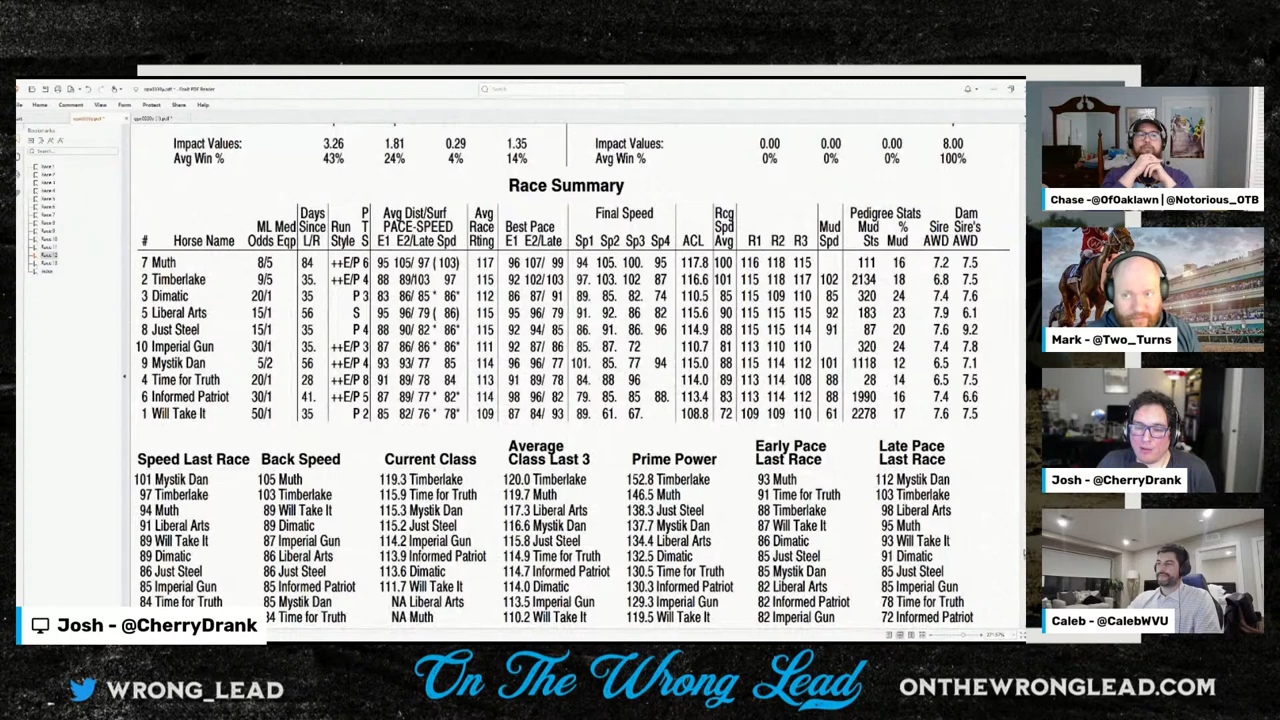 Home Comment View Form Protect Share Help
Search
Bookmarks
Impact Values: 3.26 1.81 0.29 1.35 Impact Values: 0.00 0.00 0.00 8.00
Avg Win % 43% 24% 4% 14% Avg Win % 0% 0% 0% 100%
Race Summary
Days P Avg Dist/Surf Avg Final Speed Rcg Pedigree Stats Dam
ML Med Since Run T PACE-SPEED Race Best Pace Spd Mud Mud % Sire Sire's
# Horse Name Odds Eqp L/R Style S E1 E2/Late Spd Rtng E1 E2/Late Sp1 Sp2 Sp3 Sp4 ACL Avg R1 R2 R3 Spd Sts Mud AWD AWD
7 Muth 8/5 84 ++E/P 6 95 105/ 97 ( 103) 117 96 107/ 99 94 105. 100. 95 117.8 100 116 118 115 111 16 7.2 7.5
2 Timberlake 9/5 35. ++E/P 4 88 89/103 97 115 92 102/103 97. 103 82 87 116.6 101 115 118 115 102 2134 18 6.8 7.5
3 Dimatic 20/1 35 P 3 83 86/ 85 * 86* 112 86 87/ 91 89. 85. 82. 74 110.5 85 115 109 110 85 320 24 7.4 7.6
5 Liberal Arts 15/1 56 S 95 96/ 79 ( 86) 115 95 96/ 95 91. 92. 86 82 115.6 90 115 114 115 92 183 23 7.9 6.1
8 Just Steel 15/1 35 P 4 88 90/ 82 * 86* 115 92 94/ 85 86. 91. 86 96 114.9 88 115 114 114 91 87 20 7.6 9.2
10 Imperial Gun 30/1 35. ++E/P 3 87 96/ 86 * 86* 111 87 86/ 86 85. 87. 72 110.7 81 113 110 110 320 24 7.4 7.8
9 Mystik Dan 5/2 56 ++E/P 4 93 93/ 77 85 114 96 96/ 77 101. 85. 77 94 115.0 88 113 118 113 101 1118 12 6.5 7.1
4 Time for Truth 20/1 28 ++E/P 8 91 89/ 78 84 113 91 89/ 78 84. 88 96 114.0 89 113 114 108 88 28 14 6.5 7.5
6 Informed Patriot 30/1 41. ++E/P 5 89 87/ 77 * 82* 114 98 96/ 82 79. 85. 85 88. 113.4 83 114 114 113 88 1990 16 7.4 6.6
1 Will Take It 50/1 35 P 2 85 82/ 76 * 78* 109 87 84/ 93 89. 61. 67. 108.8 72 109 109 110 61 2278 17 7.6 7.5
Average Early Pace Late Pace
Speed Last Race Back Speed Current Class Class Last 3 Prime Power Last Race Last Race
101 Mystik Dan 105 Muth 119.3 Timberlake 120.0 Timberlake 152.8 Timberlake 93 Muth 112 Mystik Dan
97 Timberlake 103 Timberlake 115.9 Time for Truth 119.7 Muth 146.5 Muth 91 Time for Truth 103 Timberlake
94 Muth 89 Will Take It 115.3 Mystik Dan 117.3 Liberal Arts 138.3 Just Steel 88 Timberlake 98 Liberal Arts
91 Liberal Arts 89 Dimatic 115.2 Just Steel 116.6 Mystik Dan 137.7 Mystik Dan 87 Will Take It 95 Muth
89 Will Take It 87 Imperial Gun 114.2 Imperial Gun 115.8 Just Steel 134.4 Liberal Arts 86 Dimatic 93 Will Take It
89 Dimatic 86 Liberal Arts 113.9 Informed Patriot 114.9 Time for Truth 132.5 Dimatic 85 Just Steel 91 Dimatic
86 Just Steel 86 Just Steel 113.6 Dimatic 114.7 Informed Patriot 130.5 Time for Truth 85 Mystik Dan 85 Just Steel
85 Imperial Gun 85 Informed Patriot 111.7 Will Take It 114.0 Dimatic 130.3 Informed Patriot 82 Liberal Arts 85 Imperial Gun
84 Time for Truth 85 Mystik Dan NA Liberal Arts 113.5 Imperial Gun 129.3 Imperial Gun 82 Informed Patriot 78 Time for Truth
84 Time for Truth NA Muth 110.2 Will Take It 119.5 Will Take It 82 Imperial Gun 72 Informed Patriot
Josh - @CherryDrank
Chase -@OfOaklawn | @Notorious_OTB
Mark - @Two_Turns
Josh - @CherryDrank
Caleb - @CalebWVU
WRONG_LEAD
On The Wrong Lead
ONTHEWRONGLEAD.COM